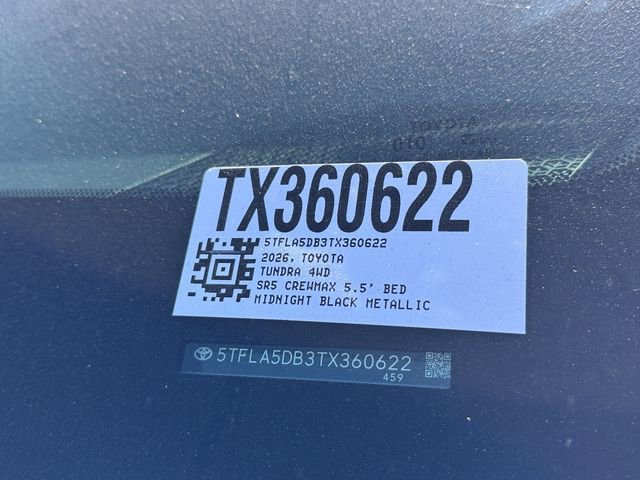 TX360622
5TFLA5DB3TX360622
2026, TOYOTA
TUNDRA 4WD
SR5 CREWMAX 5.5' BED
MIDNIGHT BLACK METALLIC
5TFLA5DB3TX360622
459